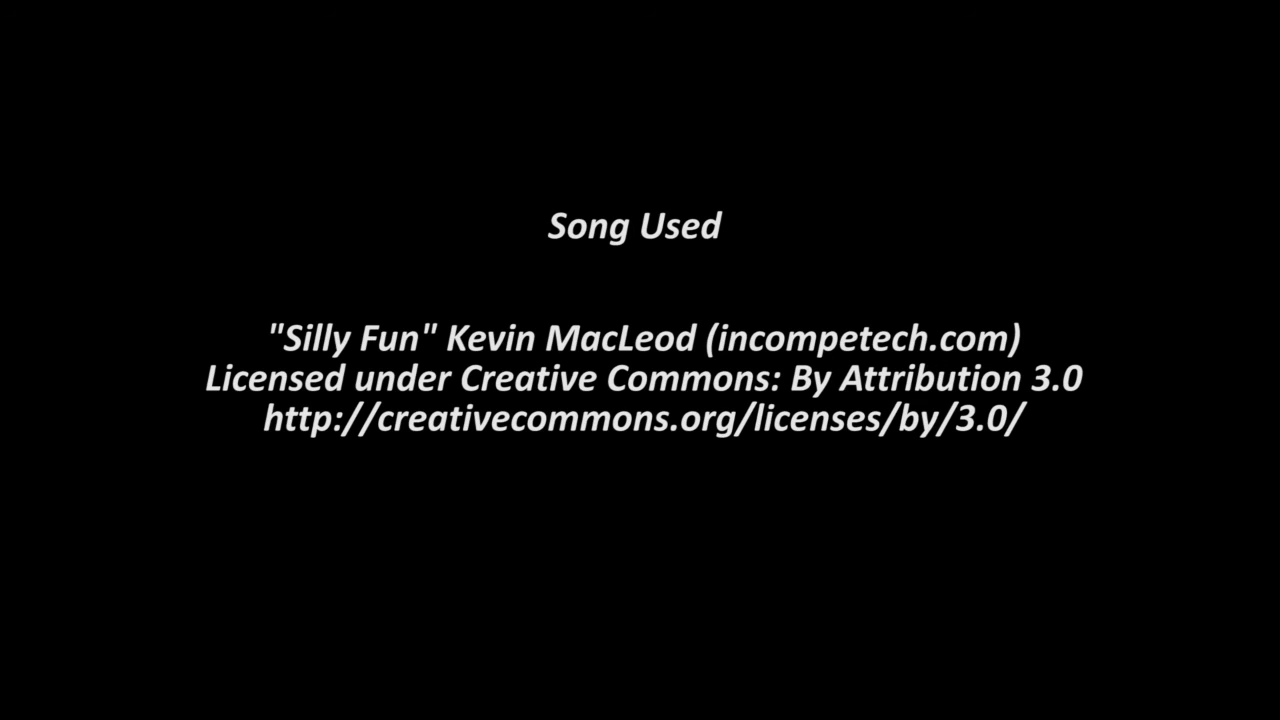 Song Used
"Silly Fun" Kevin MacLeod (incompetech.com)
Licensed under Creative Commons: By Attribution 3.0
http://creativecommons.org/licenses/by/3.0/